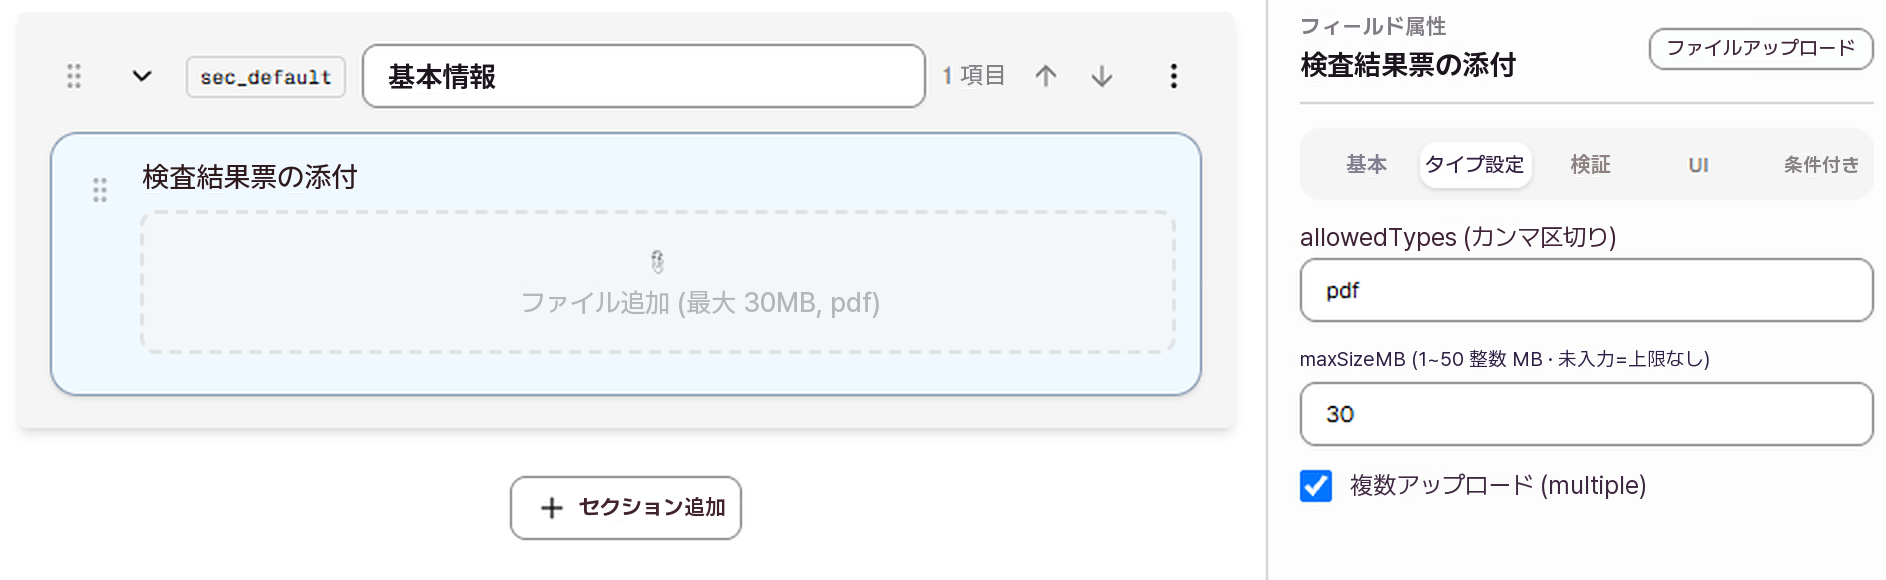 sec_default
基本情報
1 項目
検査結果票の添付
ファイル追加 (最大 30MB, pdf)
セクション追加
フィールド属性
検査結果票の添付
ファイルアップロード
基本
タイプ設定
検証
UI
条件付き
allowedTypes (カンマ区切り)
pdf
maxSizeMB (1~50 整数 MB · 未入力=上限なし)
30
複数アップロード (multiple)